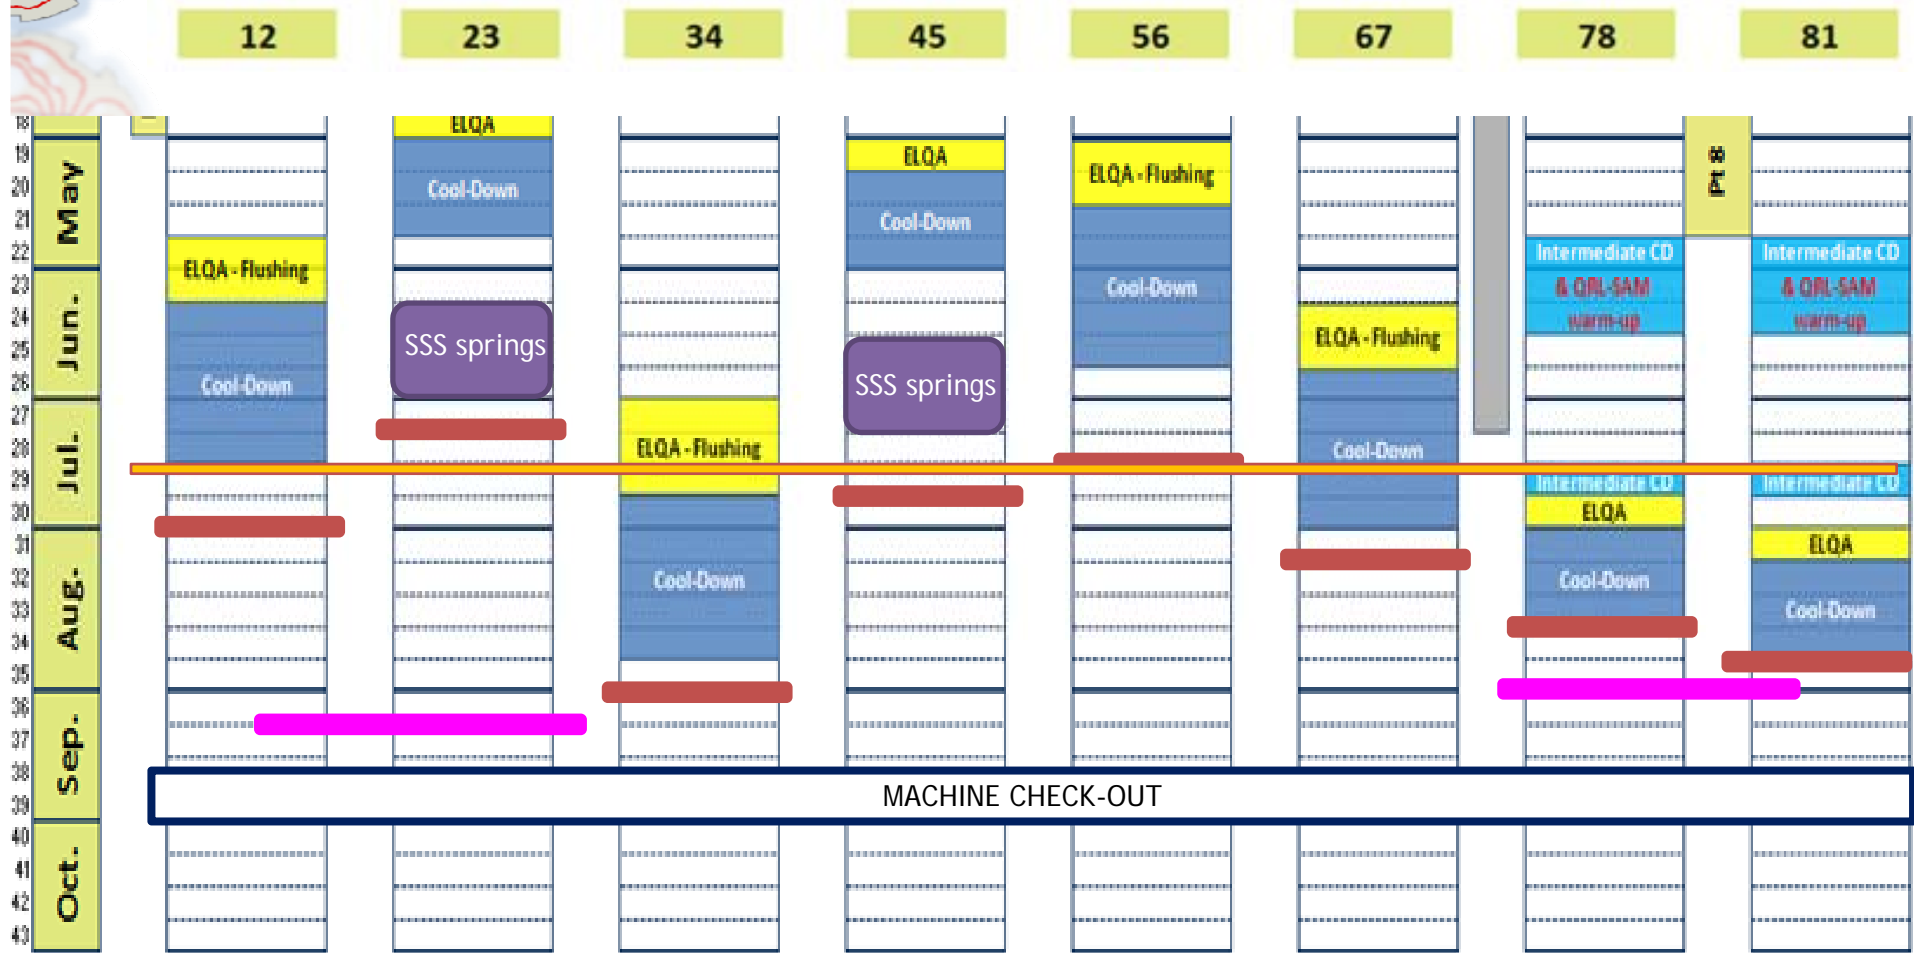 12 23 34 45 56 67 78 81
18 ELQA
19 ELQA
May
20 Cool-Down ELQA - Flushing Pt 8
21 Cool-Down
22 Intermediate CD Intermediate CD
ELQA - Flushing
23 Cool-Down & QRL-SAM & QRL-SAM
24 warm-up warm-up
Jun.
25 SSS springs ELQA - Flushing
26 Cool-Down SSS springs
27
28 ELQA - Flushing Cool-Down
Jul.
29 Intermediate CD Intermediate CD
30 ELQA
31 ELQA
32 Cool-Down Cool-Down
Aug.
33 Cool-Down
34
35
36
37
Sep.
38
39 MACHINE CHECK-OUT
40
41
Oct.
42
43